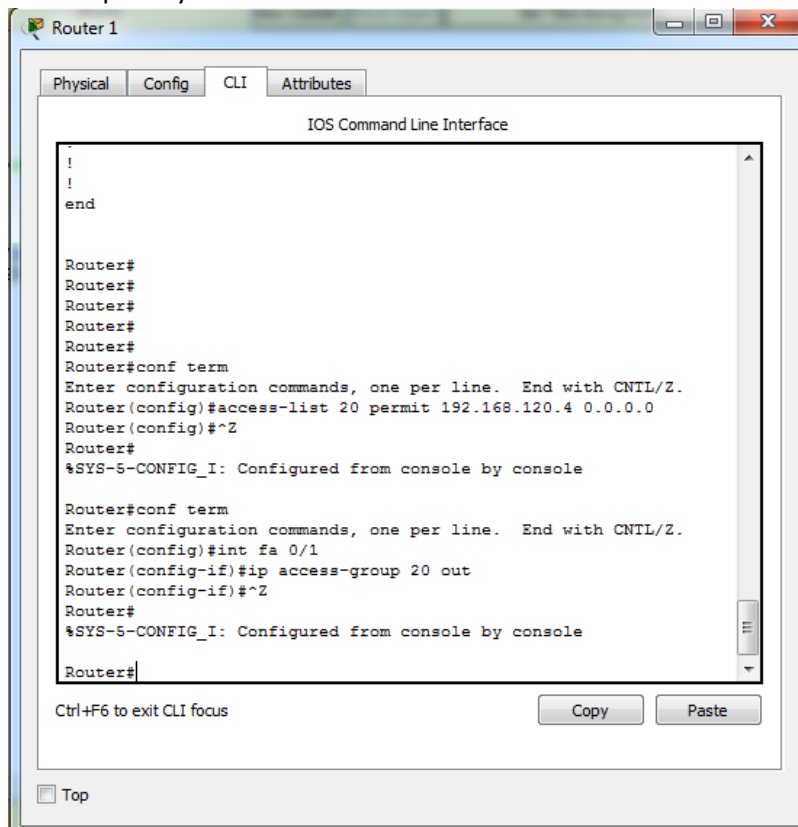 Router 1
Physical Config CLI Attributes
IOS Command Line Interface
!
!
end
Router#
Router#
Router#
Router#
Router#
Router#conf term
Enter configuration commands, one per line.  End with CNTL/Z.
Router(config)#access-list 20 permit 192.168.120.4 0.0.0.0
Router(config)#^Z
Router#
%SYS-5-CONFIG_I: Configured from console by console
Router#conf term
Enter configuration commands, one per line.  End with CNTL/Z.
Router(config)#int fa 0/1
Router(config-if)#ip access-group 20 out
Router(config-if)#^Z
Router#
%SYS-5-CONFIG_I: Configured from console by console
Router#
Ctrl+F6 to exit CLI focus
Copy Paste
Top